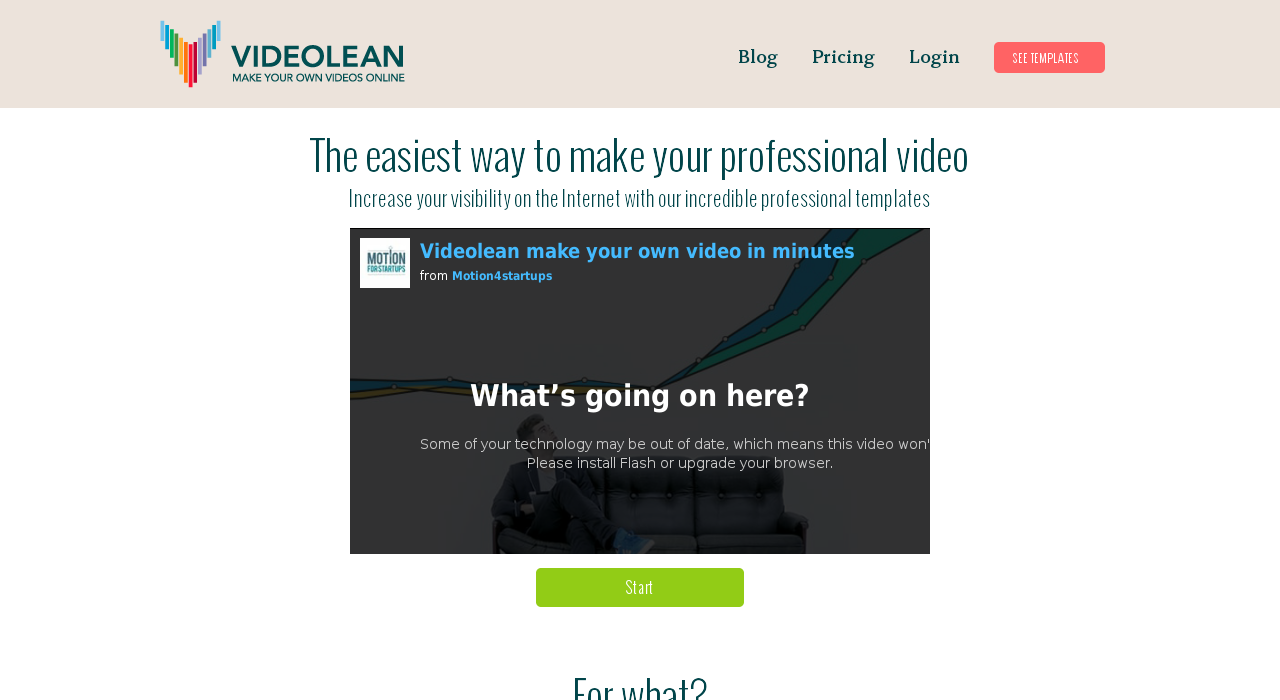 VIDEOLEAN
MAKE YOUR OWN VIDEOS ONLINE
Blog
Pricing
Login
SEE TEMPLATES
The easiest way to make your professional video
Increase your visibility on the Internet with our incredible professional templates
MOTION
FORSTARTUPS
Videolean make your own video in minutes
from Motion4startups
What’s going on here?
Some of your technology may be out of date, which means this video won'
Please install Flash or upgrade your browser.
Start
For what?